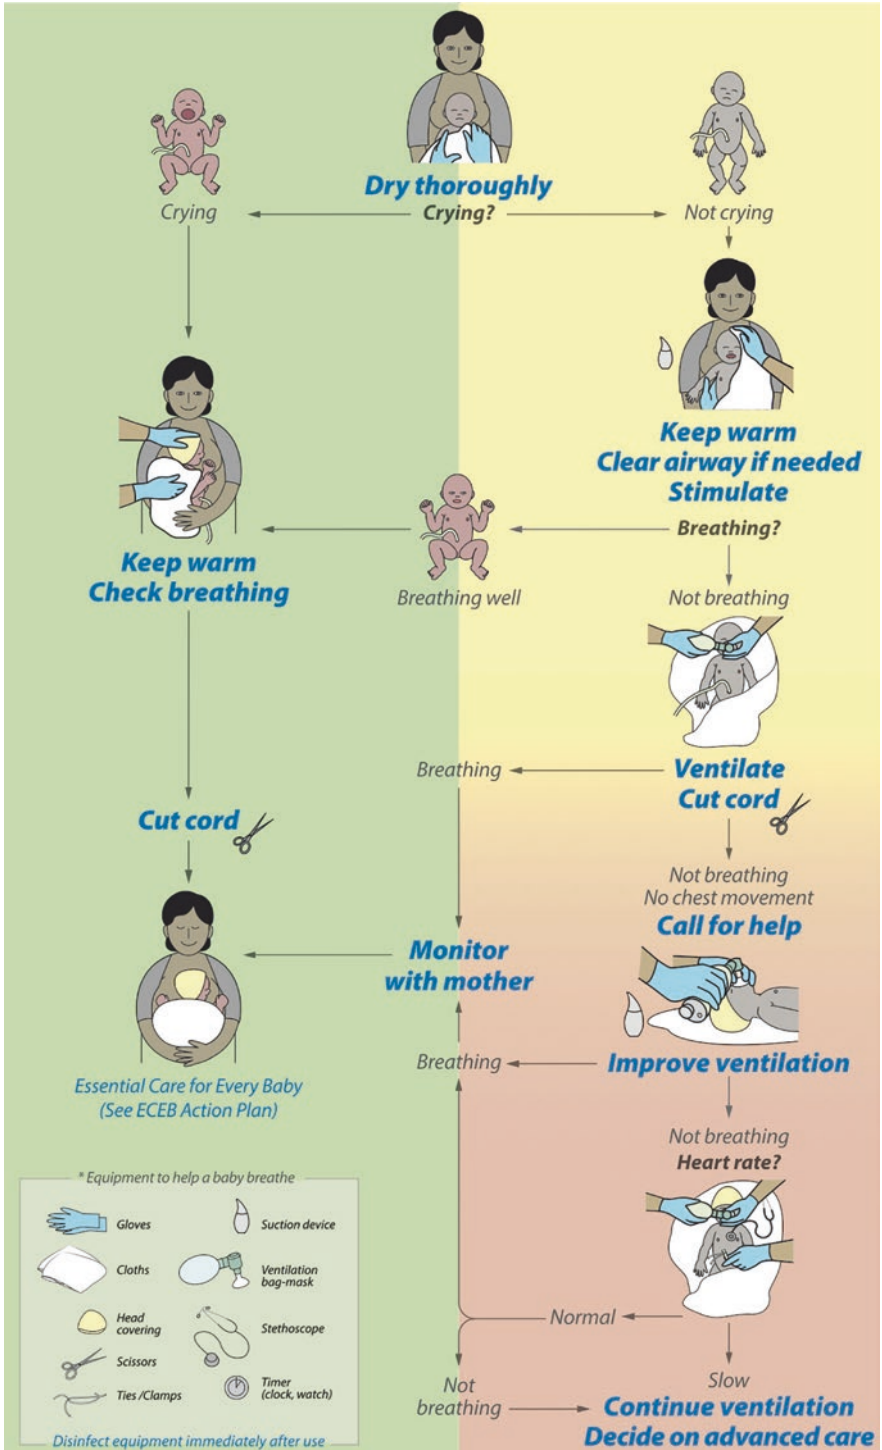 Dry thoroughly
Crying
Crying?
Not crying
Keep warm
Clear airway if needed
Stimulate
Breathing?
Keep warm
Check breathing
Breathing well
Not breathing
Breathing
Ventilate
Cut cord
Cut cord
Not breathing
No chest movement
Call for help
Monitor
with mother
Breathing
Improve ventilation
Essential Care for Every Baby
(See ECEB Action Plan)
Not breathing
Heart rate?
Normal
Slow
Not
breathing
Continue ventilation
Decide on advanced care
* Equipment to help a baby breathe
Gloves
Suction device
Cloths
Ventilation
bag-mask
Head
covering
Stethoscope
Scissors
Ties /Clamps
Timer
(clock, watch)
Disinfect equipment immediately after use